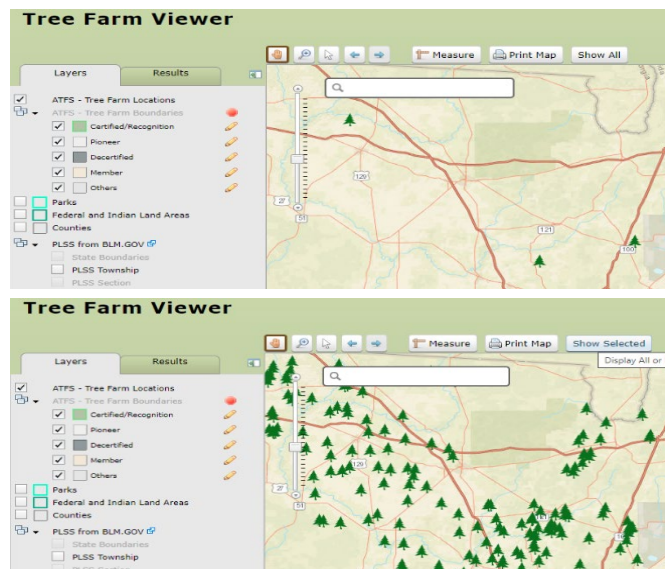 Tree Farm Viewer
Measure Print Map Show All
Layers Results
ATFS - Tree Farm Locations
ATFS - Tree Farm Boundaries
Certified/Recognition
Pioneer
129
Decertified
Member
Others
27
Parks
51
Federal and Indian Land Areas
121
Counties
PLSS from BLM.GOV
State Boundaries
PLSS Township
PLSS Section
Tree Farm Viewer
Measure Print Map Show Selected
Layers Results
Display All or
ATFS - Tree Farm Locations
ATFS - Tree Farm Boundaries
Certified/Recognition
Pioneer
Decertified
Member
129
Others
27
Parks
Federal and Indian Land Areas
51
Counties
PLSS from BLM.GOV
State Boundaries
PLSS Township